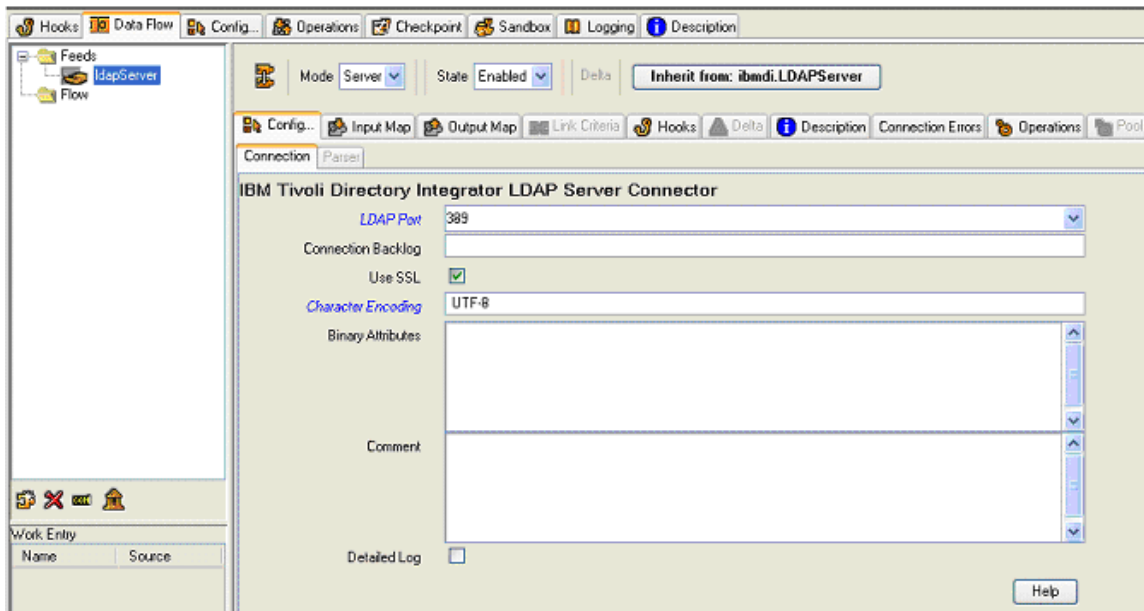 Hooks Data Flow Config... Operations Checkpoint Sandbox Logging Description
Feeds
ldapServer
Flow
Mode Server State Enabled Delta Inherit from: ibmdi.LDAPServer
Config... Input Map Output Map Link Criteria Hooks Delta Description Connection Errors Operations Pool
Connection Parser
IBM Tivoli Directory Integrator LDAP Server Connector
LDAP Port 389
Connection Backlog
Use SSL
Character Encoding UTF-8
Binary Attributes
Comment
Work Entry
Name Source
Detailed Log
Help